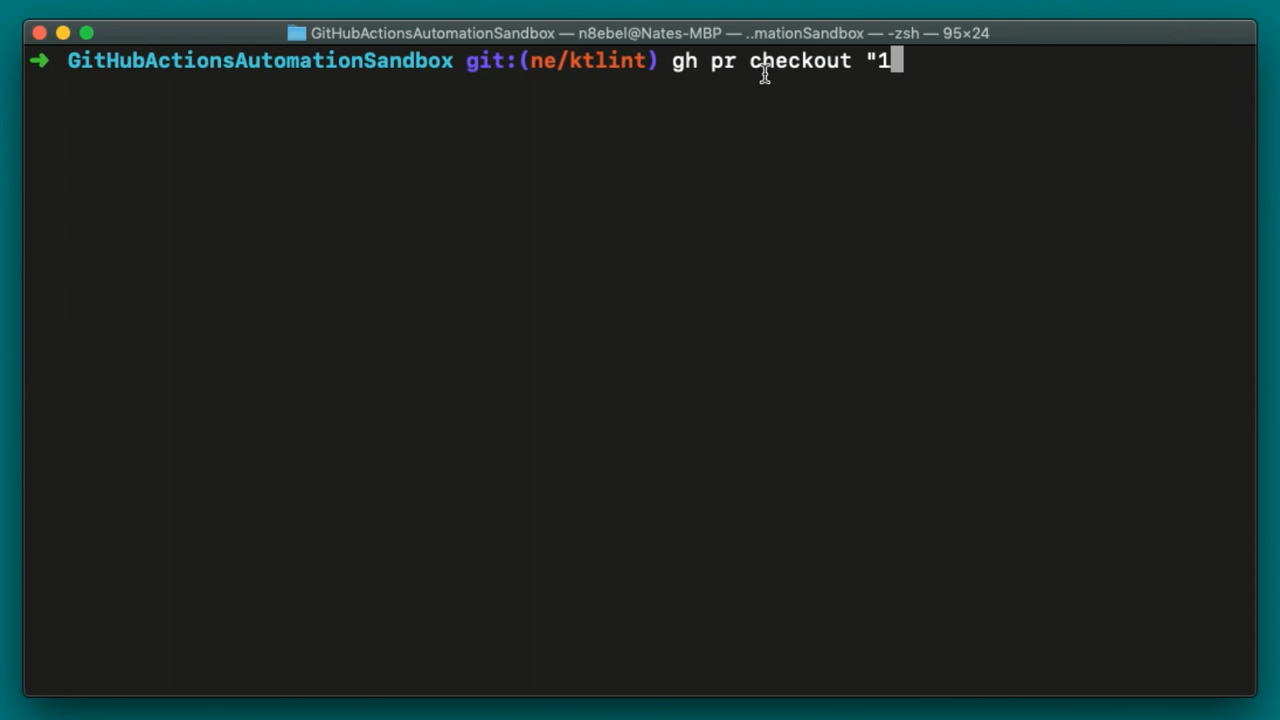 GitHubActionsAutomationSandbox — n8ebel@Nates-MBP — ..mationSandbox — -zsh — 95×24
➜ GitHubActionsAutomationSandbox git:(ne/ktlint) gh pr checkout "1